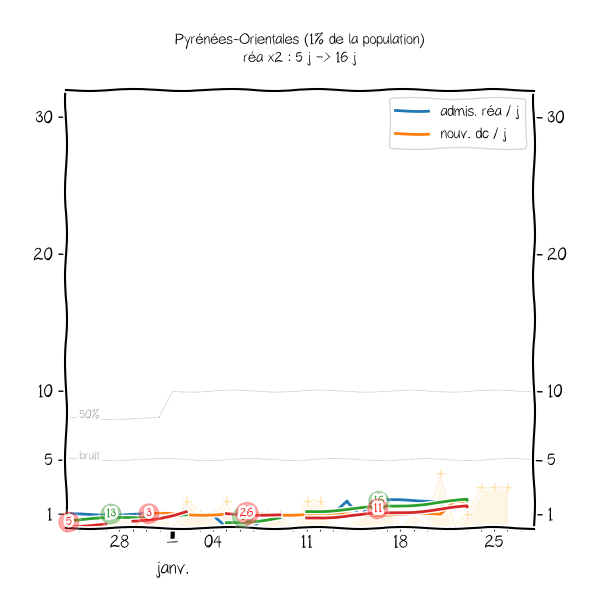 Pyrénées-Orientales (1% de la population)
réa x2 : 5 j -> 16 j
admis. réa / j
nouv. dc / j
30 30
20 20
10 10
50%
bruit
5 5
1 1
5 13 3 26 16 11
28 04 11 18 25
janv.